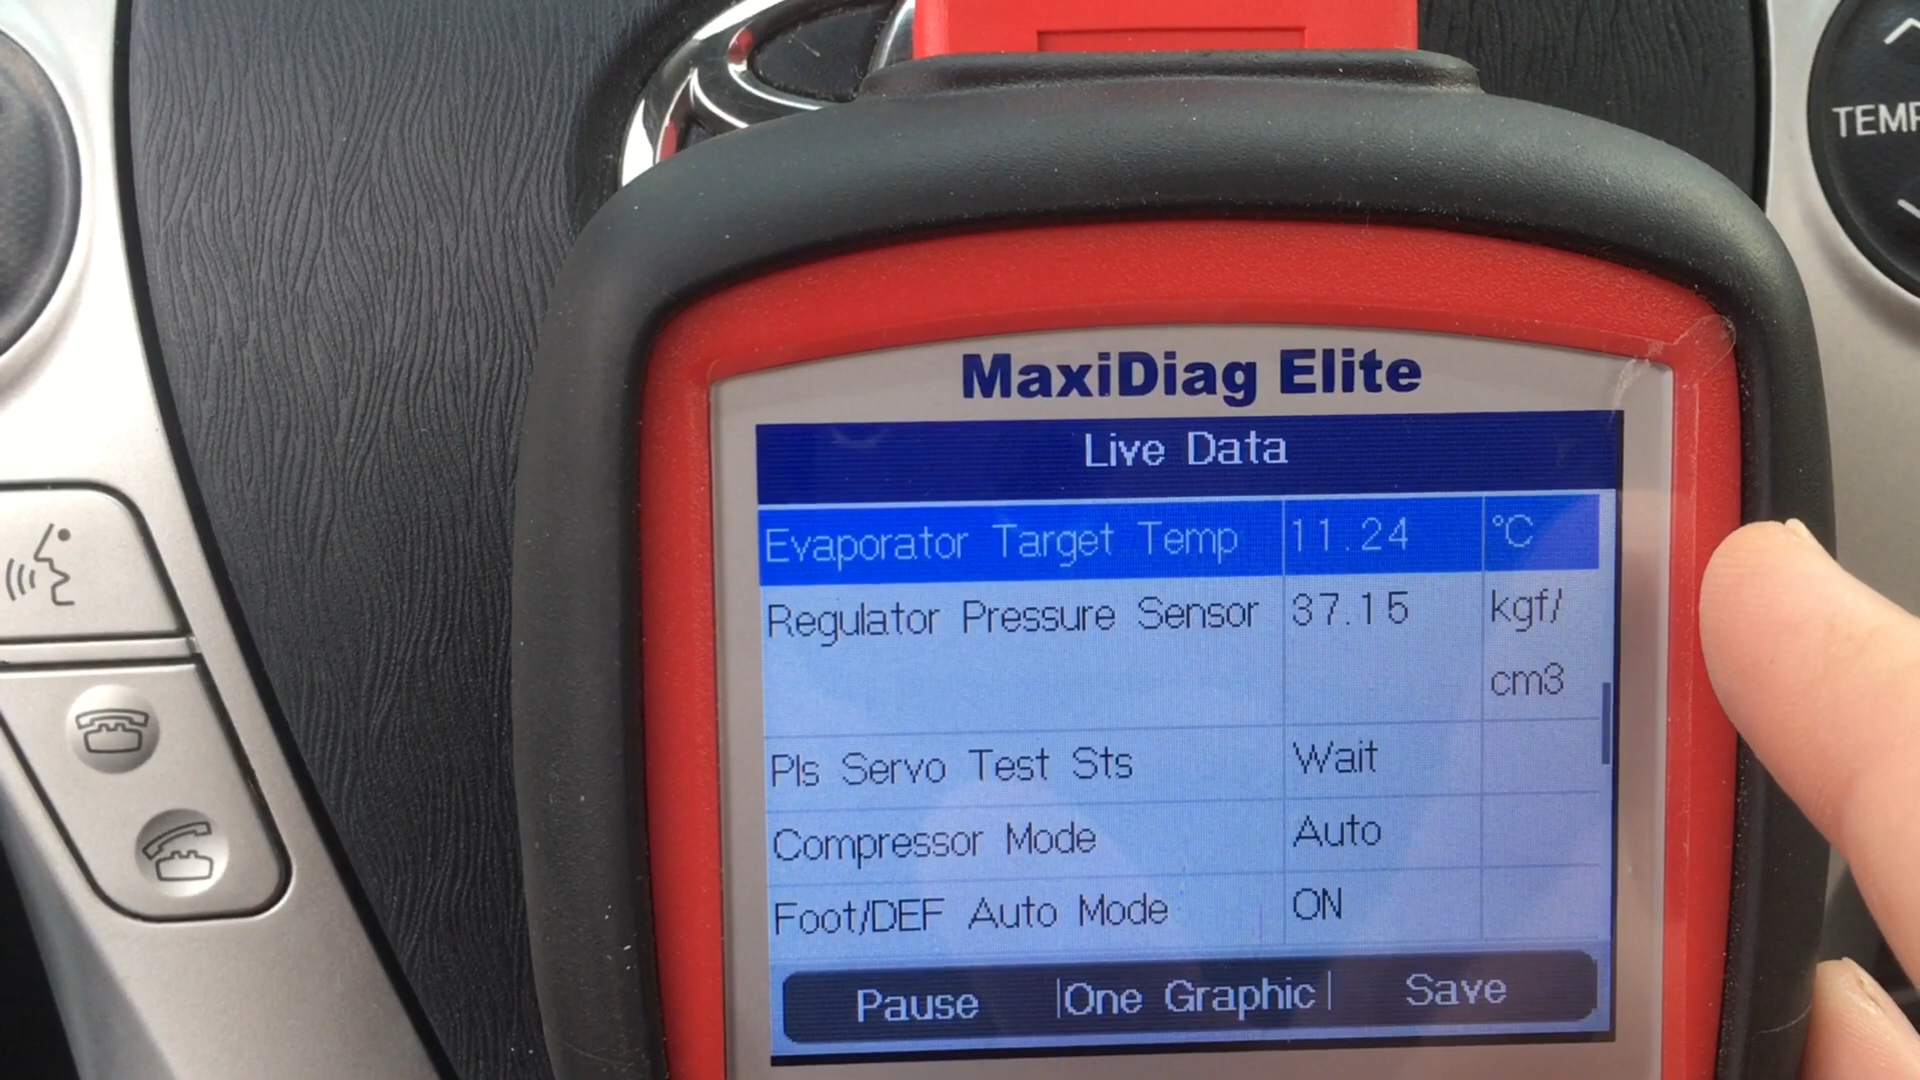 TEMP
MaxiDiag Elite
Live Data
Evaporator Target Temp 11.24 °C
Regulator Pressure Sensor 37.15 kgf/
cm3
Pls Servo Test Sts Wait
Compressor Mode Auto
Foot/DEF Auto Mode ON
Pause |One Graphic| Save